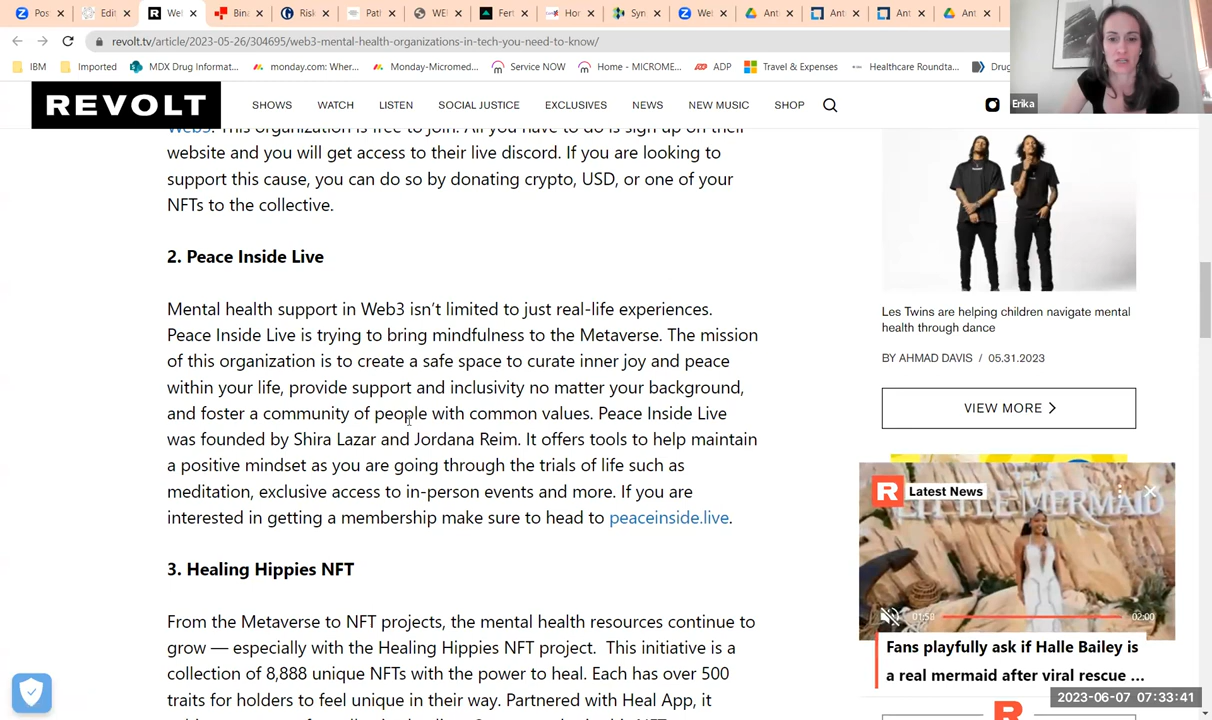 Pos
Edit
Web
Bina
Risk
Path
WEB
Fert
Hor
Syn
Wel
Anti
Ant
Ant
Ant
revolt.tv/article/2023-05-26/304695/web3-mental-health-organizations-in-tech-you-need-to-know/
IBM
Imported
MDX Drug Informat...
monday.com: Wher...
Monday-Micromed...
Service NOW
Home - MICROME...
ADP
Travel & Expenses
Healthcare Roundta...
Erika
REVOLT
SHOWS
WATCH
LISTEN
SOCIAL JUSTICE
EXCLUSIVES
NEWS
NEW MUSIC
SHOP
Web3. This organization is free to join. All you have to do is sign up on their
website and you will get access to their live discord. If you are looking to
support this cause, you can do so by donating crypto, USD, or one of your
NFTs to the collective.
2. Peace Inside Live
Mental health support in Web3 isn’t limited to just real-life experiences.
Peace Inside Live is trying to bring mindfulness to the Metaverse. The mission
of this organization is to create a safe space to curate inner joy and peace
within your life, provide support and inclusivity no matter your background,
and foster a community of people with common values. Peace Inside Live
was founded by Shira Lazar and Jordana Reim. It offers tools to help maintain
a positive mindset as you are going through the trials of life such as
meditation, exclusive access to in-person events and more. If you are
interested in getting a membership make sure to head to peaceinside.live.
3. Healing Hippies NFT
From the Metaverse to NFT projects, the mental health resources continue to
grow — especially with the Healing Hippies NFT project. This initiative is a
collection of 8,888 unique NFTs with the power to heal. Each has over 500
traits for holders to feel unique in their way. Partnered with Heal App, it
Les Twins are helping children navigate mental
health through dance
BY AHMAD DAVIS / 05.31.2023
VIEW MORE
R Latest News
LITTLE MERMAID
01:58
02:00
Fans playfully ask if Halle Bailey is
a real mermaid after viral rescue ...
2023-06-07 07:33:41